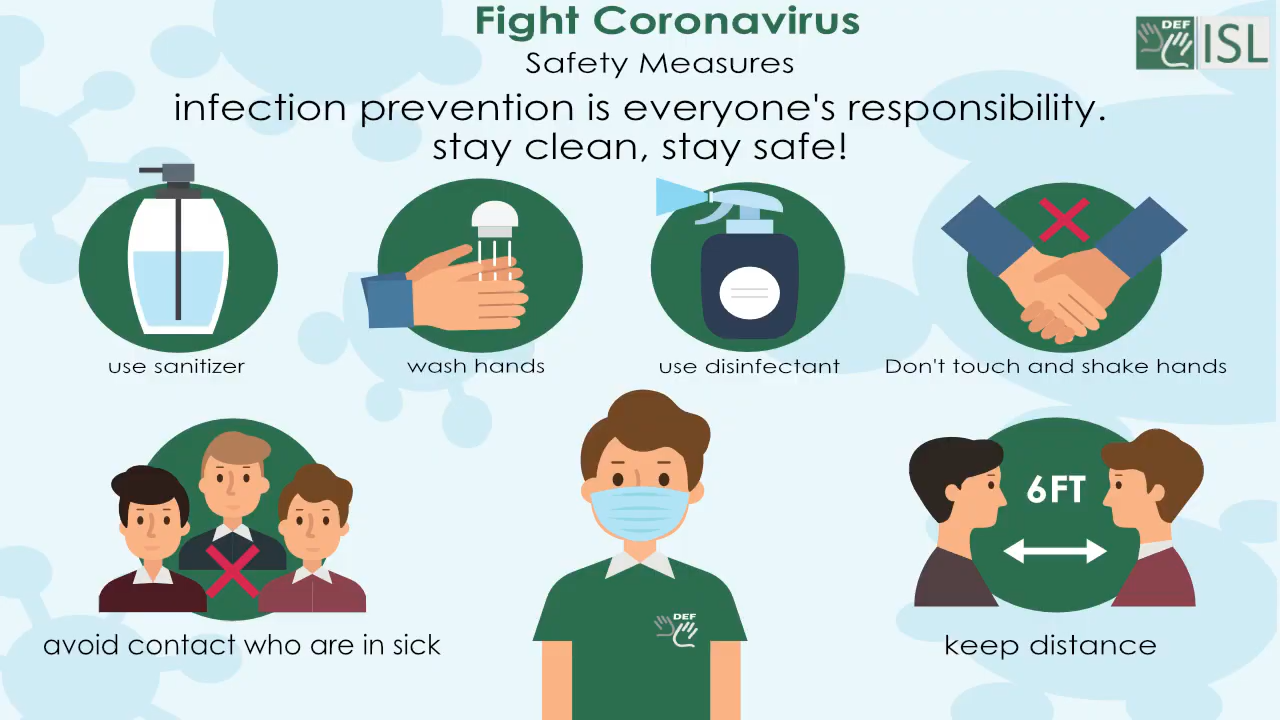 Fight Coronavirus
DEF
ISL
Safety Measures
infection prevention is everyone's responsibility.
stay clean, stay safe!
use sanitizer
wash hands
use disinfectant
Don't touch and shake hands
6FT
DEF
avoid contact who are in sick
keep distance